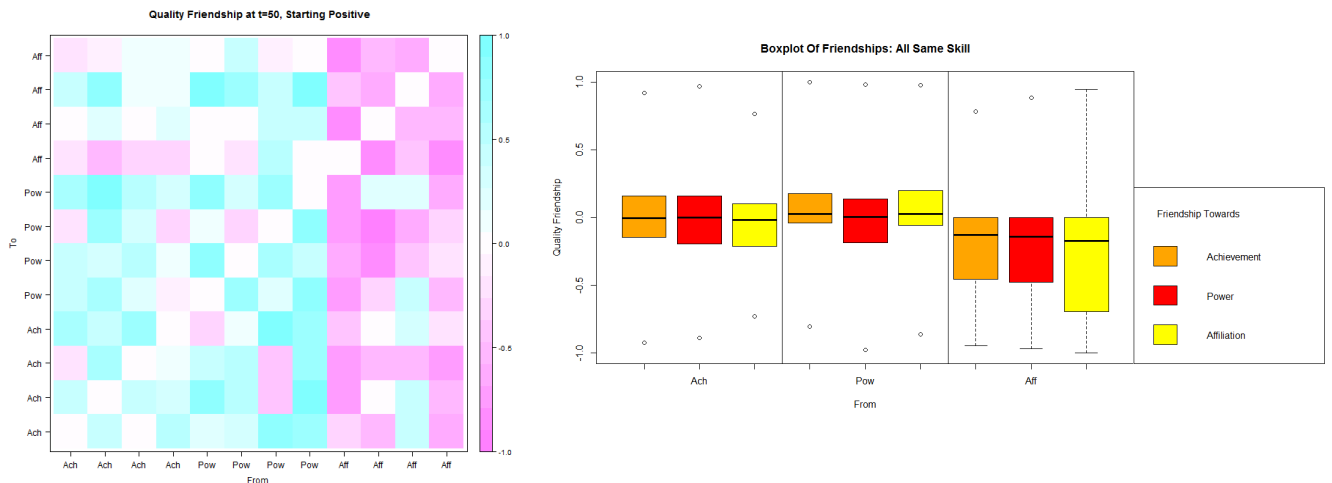 Quality Friendship at t=50, Starting Positive
Aff
Aff
Aff
Aff
Pow
Pow
Pow
Pow
Ach
Ach
Ach
Ach
To
Ach Ach Ach Ach Pow Pow Pow Pow Aff Aff Aff Aff
From
1.0
0.5
0.0
-0.5
-1.0
Boxplot Of Friendships: All Same Skill
1.0
0.5
0.0
-0.5
-1.0
Quality Friendship
Ach Pow Aff
From
Friendship Towards
Achievement
Power
Affiliation